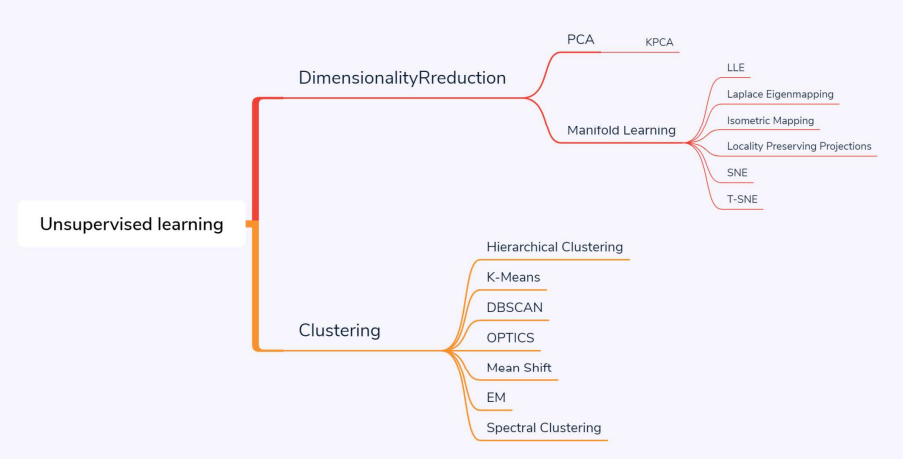 PCA
KPCA
DimensionalityRreduction
LLE
Laplace Eigenmapping
Isometric Mapping
Manifold Learning
Locality Preserving Projections
SNE
T-SNE
Unsupervised learning
Hierarchical Clustering
K-Means
DBSCAN
Clustering
OPTICS
Mean Shift
EM
Spectral Clustering